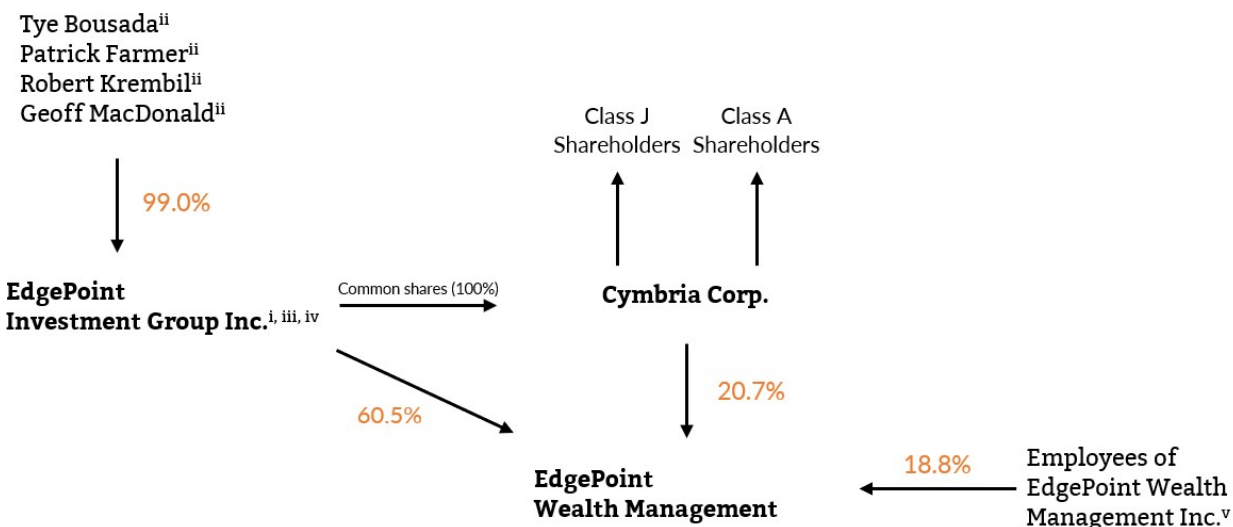 Tye Bousadaii
Patrick Farmerii
Robert Krembilii
Geoff MacDonaldii
99.0%
EdgePoint
Investment Group Inc.i, iii, iv
Common shares (100%)
Class J
Shareholders
Class A
Shareholders
Cymbria Corp.
60.5%
20.7%
EdgePoint
Wealth Management
18.8%
Employees of
EdgePoint Wealth
Management Inc.v